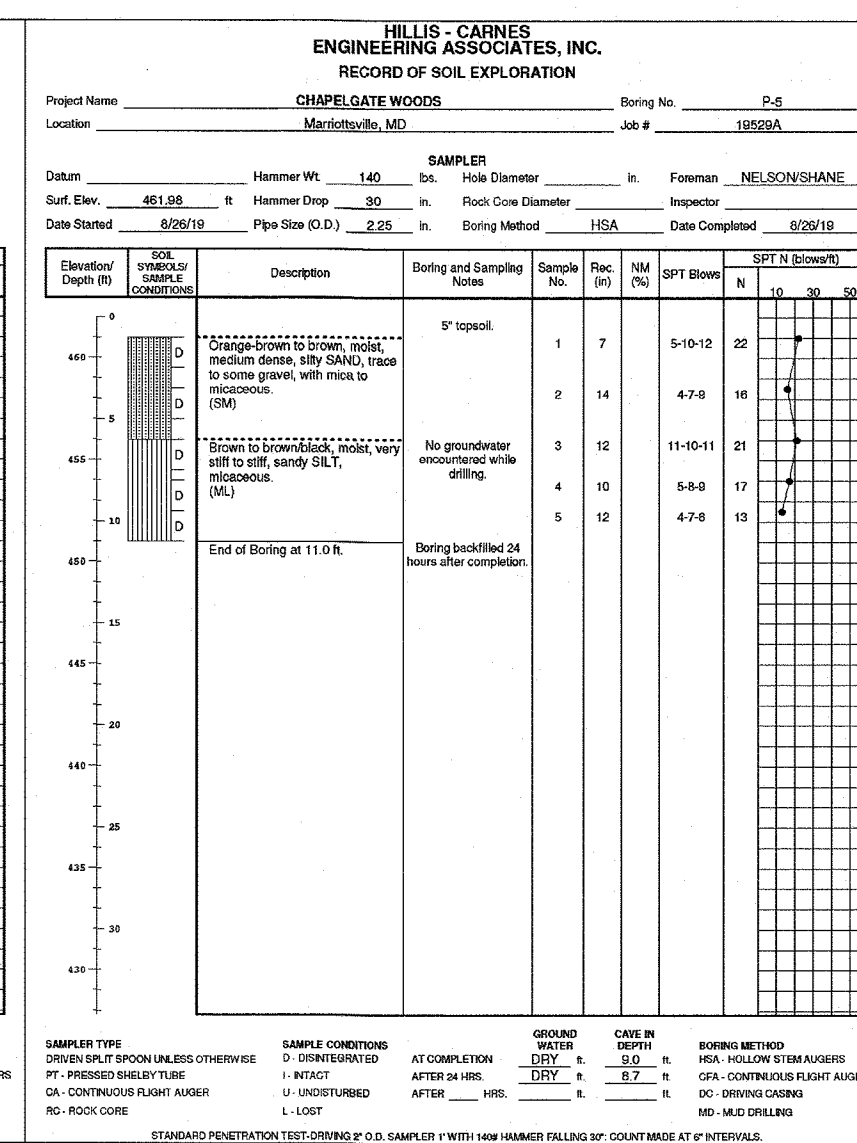 HILLIS - CARNES
ENGINEERING ASSOCIATES, INC.
RECORD OF SOIL EXPLORATION
Project Name CHAPELGATE WOODS Boring No. P-5
Location Marriottsville, MD Job # 19529A
SAMPLER
Datum Hammer Wt. 140 lbs. Hole Diameter in. Foreman NELSON/SHANE
Surf. Elev. 461.98 ft Hammer Drop 30 in. Rock Core Diameter Inspector
Date Started 8/26/19 Pipe Size (O.D.) 2.25 in. Boring Method HSA Date Completed 8/26/19
Elevation/ Depth (ft) SOIL SYMBOLS/ SAMPLE CONDITIONS Description Boring and Sampling Notes Sample No. Rec. (in) NM (%) SPT Blows SPT N (blows/ft)
N 10 30 50
0 5" topsoil.
460 D Orange-brown to brown, moist, 1 7 5-10-12 22
medium dense, silty SAND, trace
to some gravel, with mica to
micaceous. 2 14 4-7-9 16
D (SM)
5
455 D Brown to brown/black, moist, very No groundwater 3 12 11-10-11 21
stiff to stiff, sandy SILT, encountered while
micaceous. drilling.
D (ML) 4 10 5-8-9 17
10 D 5 12 4-7-6 13
End of Boring at 11.0 ft. Boring backfilled 24
450 hours after completion.
15
445
20
440
25
435
30
430
SAMPLER TYPE SAMPLE CONDITIONS GROUND WATER CAVE IN DEPTH BORING METHOD
DRIVEN SPLIT SPOON UNLESS OTHERWISE D - DISINTEGRATED AT COMPLETION DRY ft. 9.0 ft. HSA - HOLLOW STEM AUGERS
RS PT - PRESSED SHELBY TUBE I - INTACT AFTER 24 HRS. DRY ft. 8.7 ft. CFA - CONTINUOUS FLIGHT AUGE
CA - CONTINUOUS FLIGHT AUGER U - UNDISTURBED AFTER HRS. ft. ft. DC - DRIVING CASING
RC - ROCK CORE L - LOST MD - MUD DRILLING
STANDARD PENETRATION TEST-DRIVING 2" O.D. SAMPLER 1' WITH 140# HAMMER FALLING 30": COUNT MADE AT 6" INTERVALS.